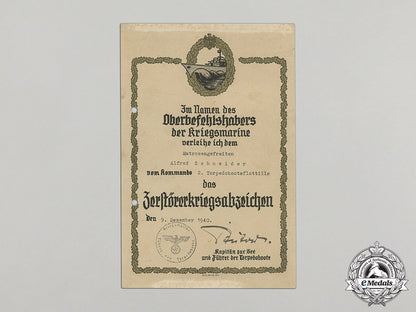 Im Namen des
Oberbefehlshabers
der Kriegsmarine
verleihe ich dem
Matrosengefreiten
Alfred Schneider
vom Kommando 2. Torpedobootsflottille
das
Zerstörerkriegsabzeichen
den 9. Dezember 1940.
Kapitän zur See
und Führer der Torpedoboote
eMedals